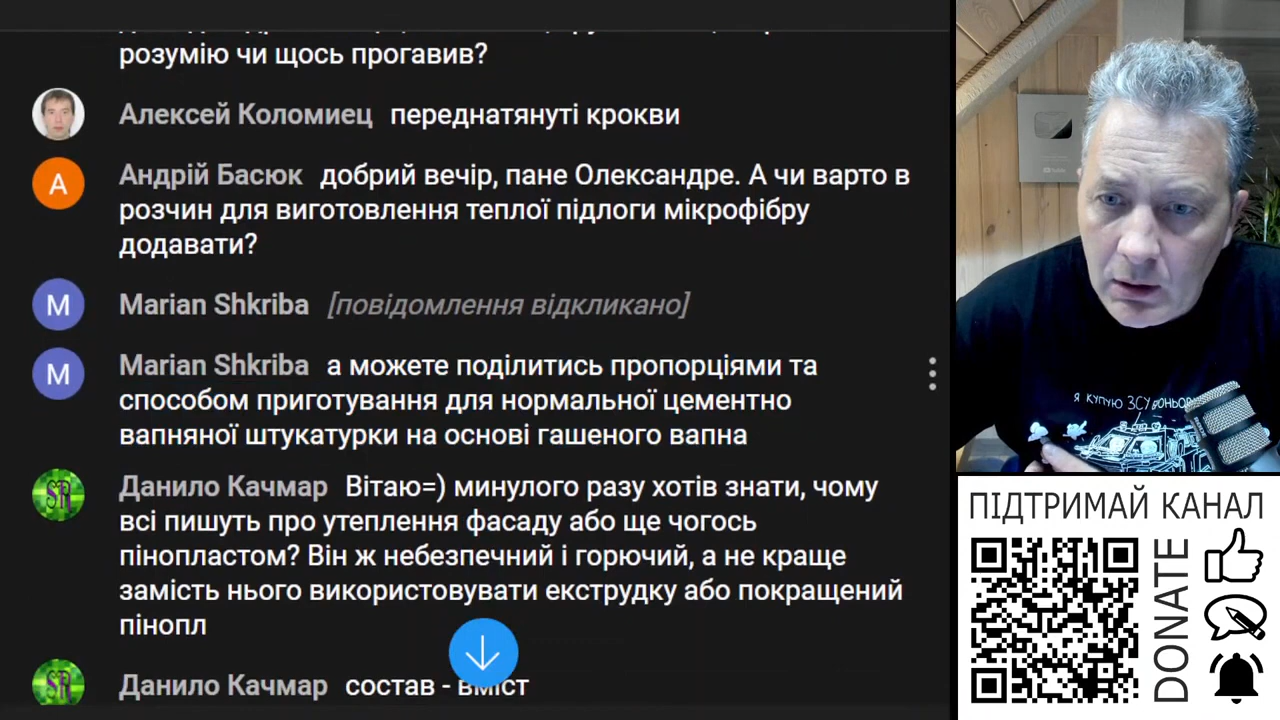 розумію чи щось прогавив?
Алексей Коломиец переднатянуті крокви
А
Андрій Басюк добрий вечір, пане Олександре. А чи варто в
розчин для виготовлення теплої підлоги мікрофібру
додавати?
M
Marian Shkriba [повідомлення відкликано]
M
Marian Shkriba а можете поділитись пропорціями та
способом приготування для нормальної цементно
вапняної штукатурки на основі гашеного вапна
Данило Качмар Вітаю=) минулого разу хотів знати, чому
всі пишуть про утеплення фасаду або ще чогось
пінопластом? Він ж небезпечний і горючий, а не краще
замість нього використовувати екструдку або покращений
пінопл
Данило Качмар состав - вміст
Я КУПУЮ ЗСУ
ПІДТРИМАЙ КАНАЛ
DONATE